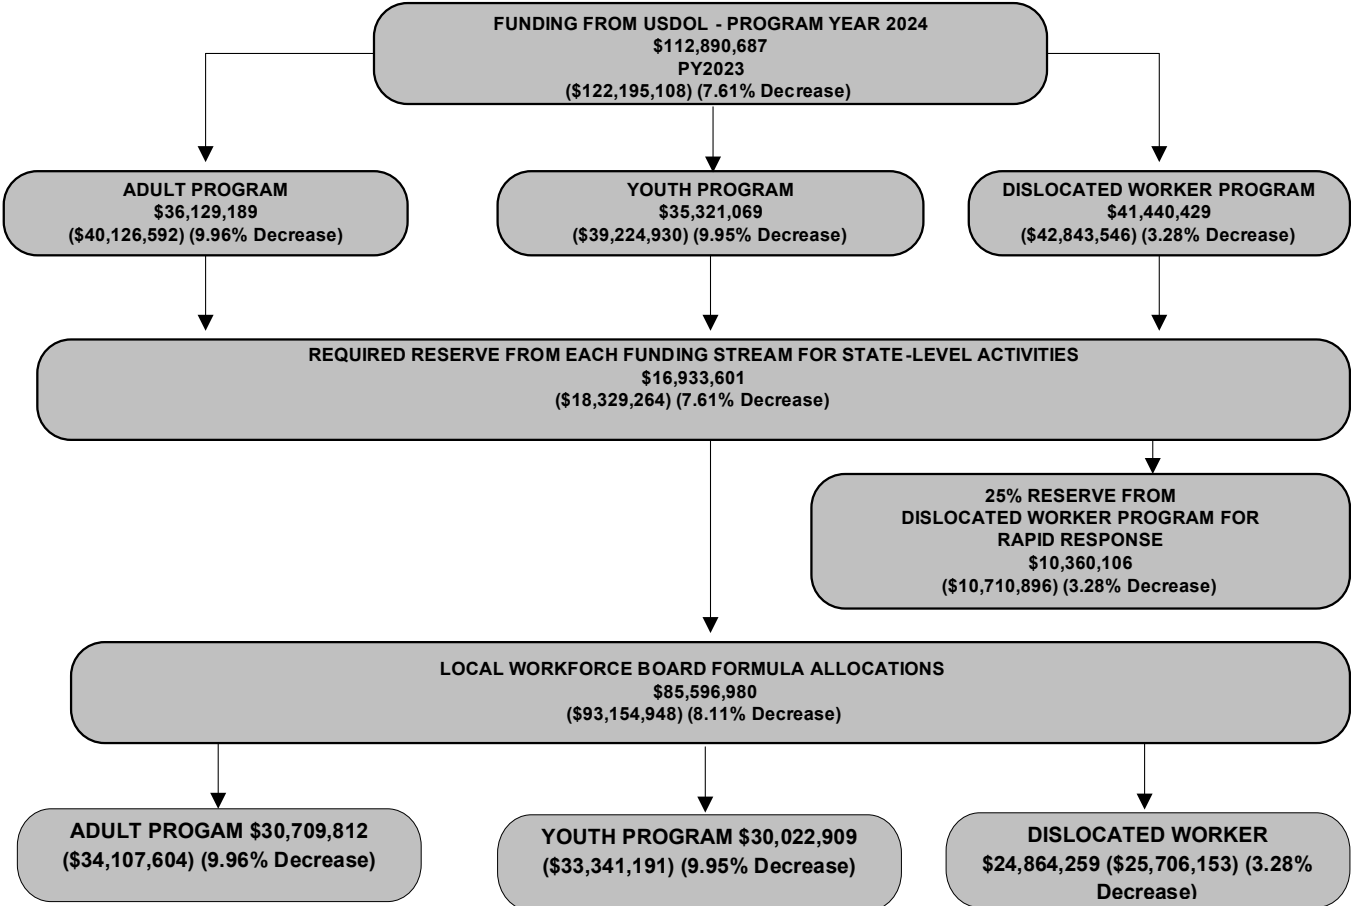 FUNDING FROM USDOL - PROGRAM YEAR 2024
$112,890,687
PY2023
($122,195,108) (7.61% Decrease)
ADULT PROGRAM
$36,129,189
($40,126,592) (9.96% Decrease)
YOUTH PROGRAM
$35,321,069
($39,224,930) (9.95% Decrease)
DISLOCATED WORKER PROGRAM
$41,440,429
($42,843,546) (3.28% Decrease)
REQUIRED RESERVE FROM EACH FUNDING STREAM FOR STATE-LEVEL ACTIVITIES
$16,933,601
($18,329,264) (7.61% Decrease)
25% RESERVE FROM
DISLOCATED WORKER PROGRAM FOR
RAPID RESPONSE
$10,360,106
($10,710,896) (3.28% Decrease)
LOCAL WORKFORCE BOARD FORMULA ALLOCATIONS
$85,596,980
($93,154,948) (8.11% Decrease)
ADULT PROGAM $30,709,812
($34,107,604) (9.96% Decrease)
YOUTH PROGRAM $30,022,909
($33,341,191) (9.95% Decrease)
DISLOCATED WORKER
$24,864,259 ($25,706,153) (3.28%
Decrease)